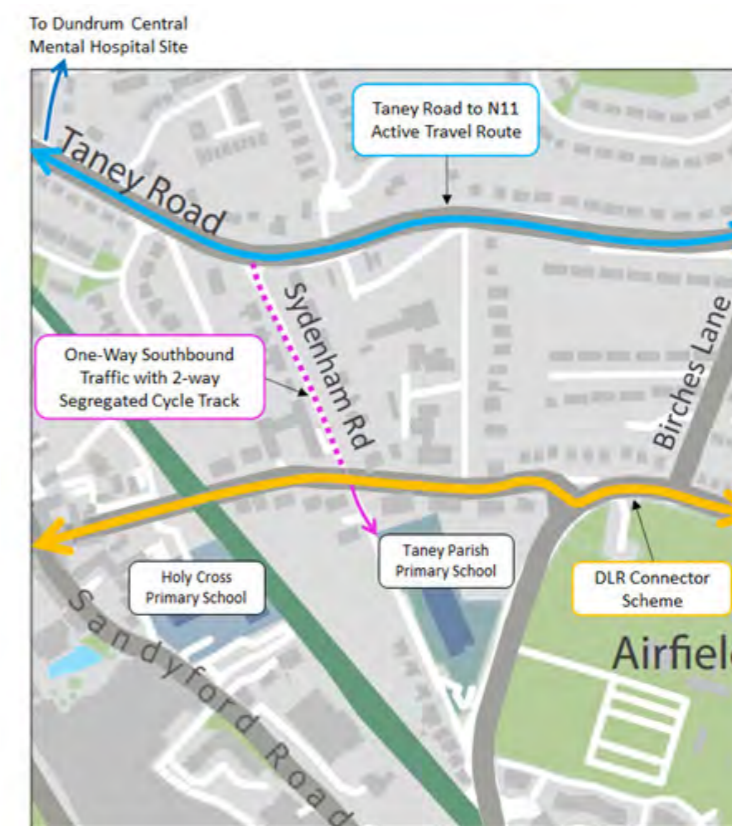 To Dundrum Central
Mental Hospital Site
Taney Road to N11
Active Travel Route
Taney Road
Sydenham Rd
One-Way Southbound
Traffic with 2-way
Segregated Cycle Track
Birches Lane
Taney Parish
Primary School
Holy Cross
Primary School
DLR Connector
Scheme
Airfiel
Sandyford Road